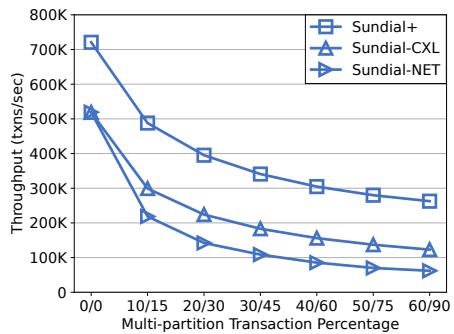 800K
700K
600K
500K
400K
300K
200K
100K
0
Throughput (txns/sec)
Sundial+
Sundial-CXL
Sundial-NET
0/0 10/15 20/30 30/45 40/60 50/75 60/90
Multi-partition Transaction Percentage